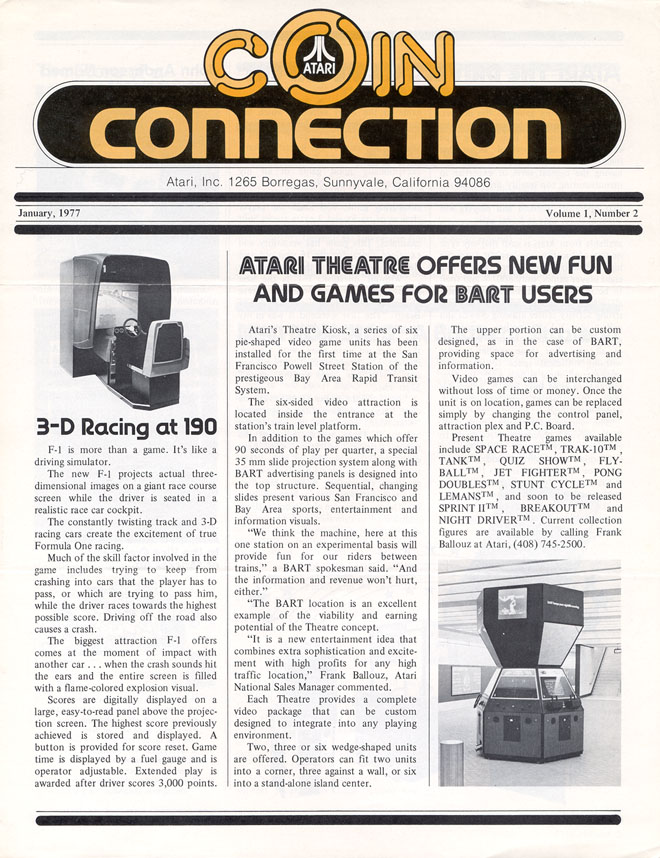 COIN
ATARI
CONNECTION
Atari, Inc. 1265 Borregas, Sunnyvale, California 94086
January, 1977
Volume 1, Number 2
3-D Racing at 190
F-1 is more than a game. It's like a
driving simulator.
The new F-1 projects actual three-
dimensional images on a giant race course
screen while the driver is seated in a
realistic race car cockpit.
The constantly twisting track and 3-D
racing cars create the excitement of true
Formula One racing.
Much of the skill factor involved in the
game includes trying to keep from
crashing into cars that the player has to
pass, or which are trying to pass him,
while the driver races towards the highest
possible score. Driving off the road also
causes a crash.
The biggest attraction F-1 offers
comes at the moment of impact with
another car . . . when the crash sounds hit
the ears and the entire screen is filled
with a flame-colored explosion visual.
Scores are digitally displayed on a
large, easy-to-read panel above the projec-
tion screen. The highest score previously
achieved is stored and displayed. A
button is provided for score reset. Game
time is displayed by a fuel gauge and is
operator adjustable. Extended play is
awarded after driver scores 3,000 points.
ATARI THEATRE OFFERS NEW FUN
AND GAMES FOR BART USERS
Atari's Theatre Kiosk, a series of six
pie-shaped video game units has been
installed for the first time at the San
Francisco Powell Street Station of the
prestigeous Bay Area Rapid Transit
System.
The six-sided video attraction is
located inside the entrance at the
station's train level platform.
In addition to the games which offer
90 seconds of play per quarter, a special
35 mm slide projection system along with
BART advertising panels is designed into
the top structure. Sequential, changing
slides present various San Francisco and
Bay Area sports, entertainment and
information visuals.
"We think the machine, here at this
one station on an experimental basis will
provide fun for our riders between
trains," a BART spokesman said. "And
the information and revenue won't hurt,
either."
"The BART location is an excellent
example of the viability and earning
potential of the Theatre concept.
"It is a new entertainment idea that
combines extra sophistication and excite-
ment with high profits for any high
traffic location," Frank Ballouz, Atari
National Sales Manager commented.
Each Theatre provides a complete
video package that can be custom
designed to integrate into any playing
environment.
Two, three or six wedge-shaped units
are offered. Operators can fit two units
into a corner, three against a wall, or six
into a stand-alone island center.
The upper portion can be custom
designed, as in the case of BART,
providing space for advertising and
information.
Video games can be interchanged
without loss of time or money. Once the
unit is on location, games can be replaced
simply by changing the control panel,
attraction plex and P.C. Board.
Present Theatre games available
include SPACE RACE™, TRAK-10™,
TANK™, QUIZ SHOW™, FLY-
BALL™, JET FIGHTER™, PONG
DOUBLES™, STUNT CYCLE™ and
LEMANS™, and soon to be released
SPRINT II™, BREAKOUT™ and
NIGHT DRIVER™. Current collection
figures are available by calling Frank
Ballouz at Atari, (408) 745-2500.